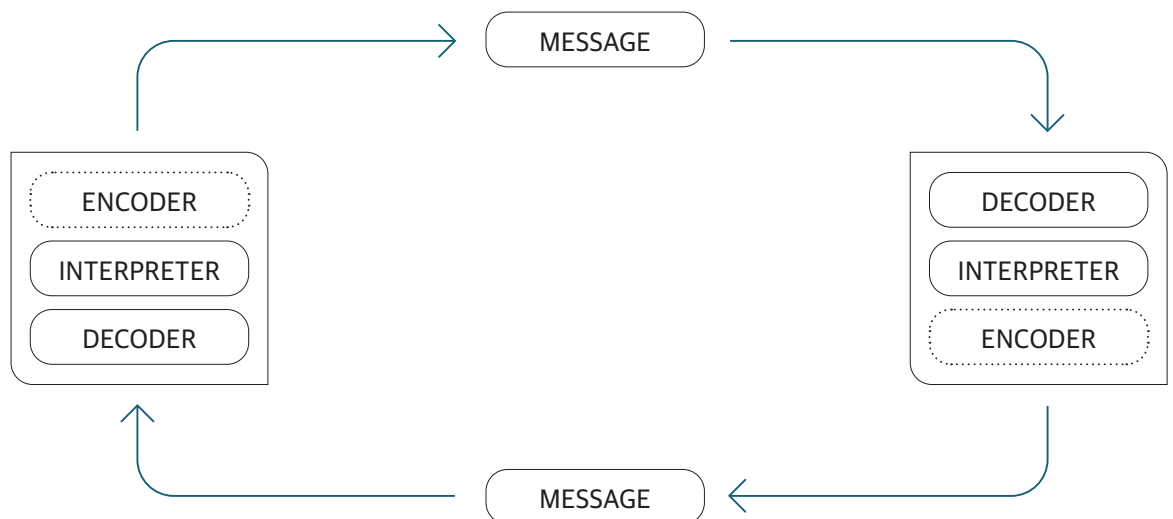 MESSAGE
ENCODER
INTERPRETER
DECODER
DECODER
INTERPRETER
ENCODER
MESSAGE